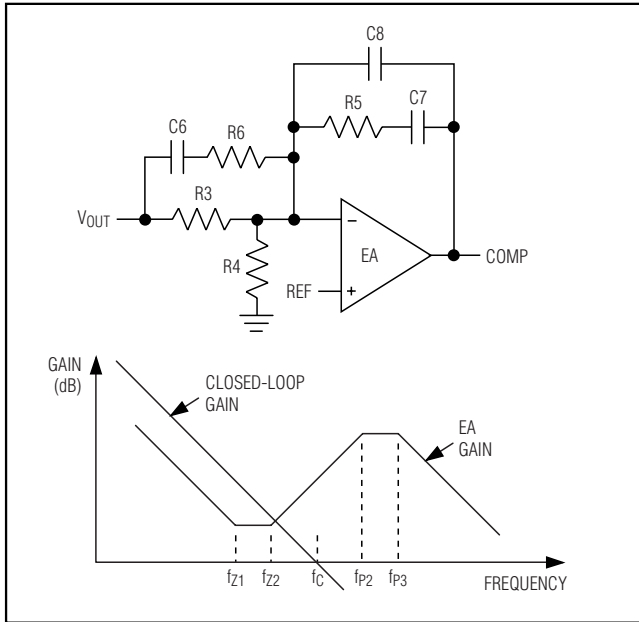 C8
R5
C7
C6
R6
R3
VOUT
R4
−
EA
COMP
REF
+
GAIN
(dB)
CLOSED-LOOP
GAIN
EA
GAIN
fZ1 fZ2 fC fP2 fP3
FREQUENCY